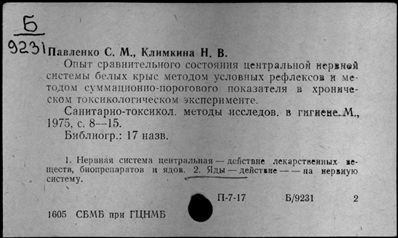 Б
9231
Павленко С. М., Климкина Н. В.
Опыт сравнительного состояния центральной нервной
системы белых крыс методом условных рефлексов и ме-
тодом суммационно-порогового показателя в хрониче-
ском токсикологическом эксперименте.
Санитарно-токсикол. методы исследов. в гигиене. М.,
1975, с. 8—15.
Библиогр.: 17 назв.
1. Нервная система центральная — действие лекарственных ве-
ществ, биопрепаратов и ядов. 2. Яды — действие — — на нервную
систему.
П-7-17 Б/9231 2
1605 СБМБ при ГЦНМБ